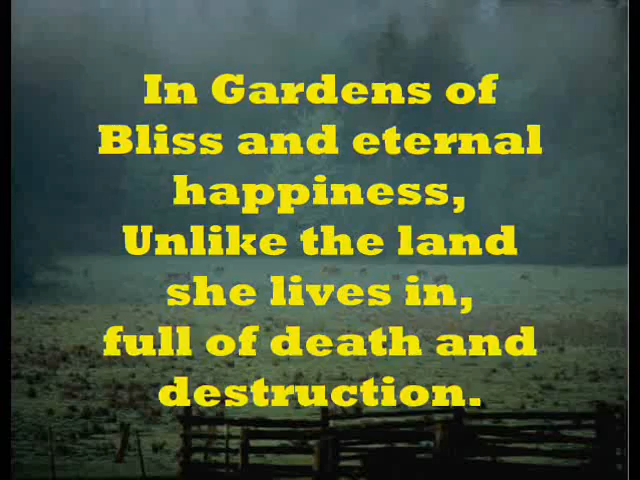 In Gardens of
Bliss and eternal
happiness,
Unlike the land
she lives in,
full of death and
destruction.